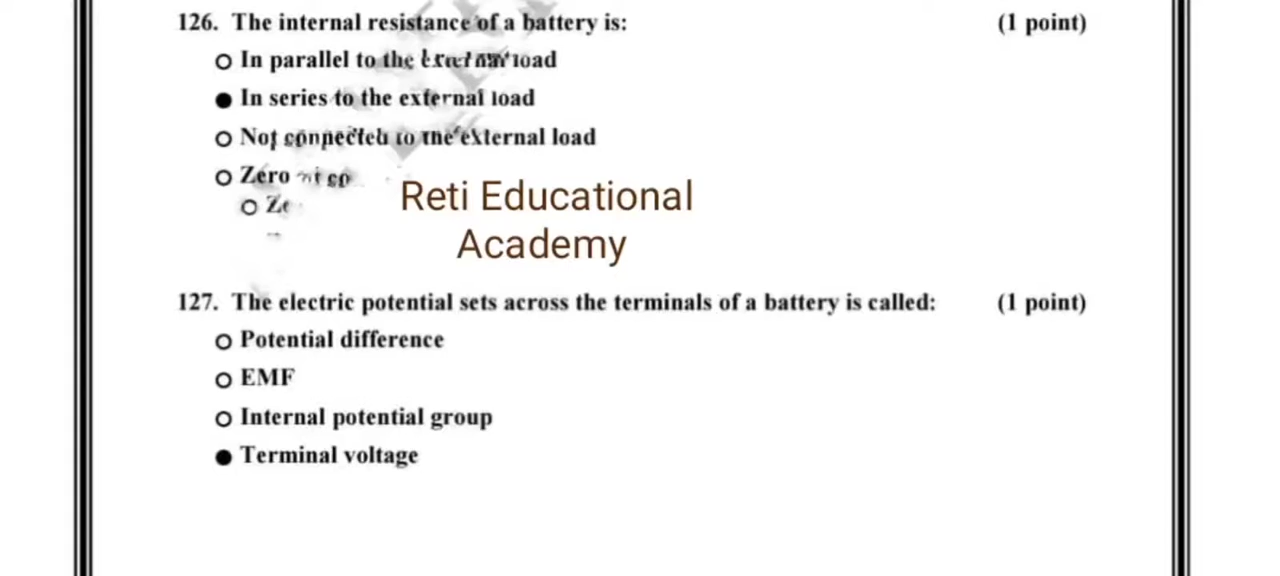 126. The internal resistance of a battery is: (1 point)
In parallel to the load
In series to the external load
Not connected to the external load
Zero
Reti Educational
Academy
127. The electric potential sets across the terminals of a battery is called: (1 point)
Potential difference
EMF
Internal potential group
Terminal voltage